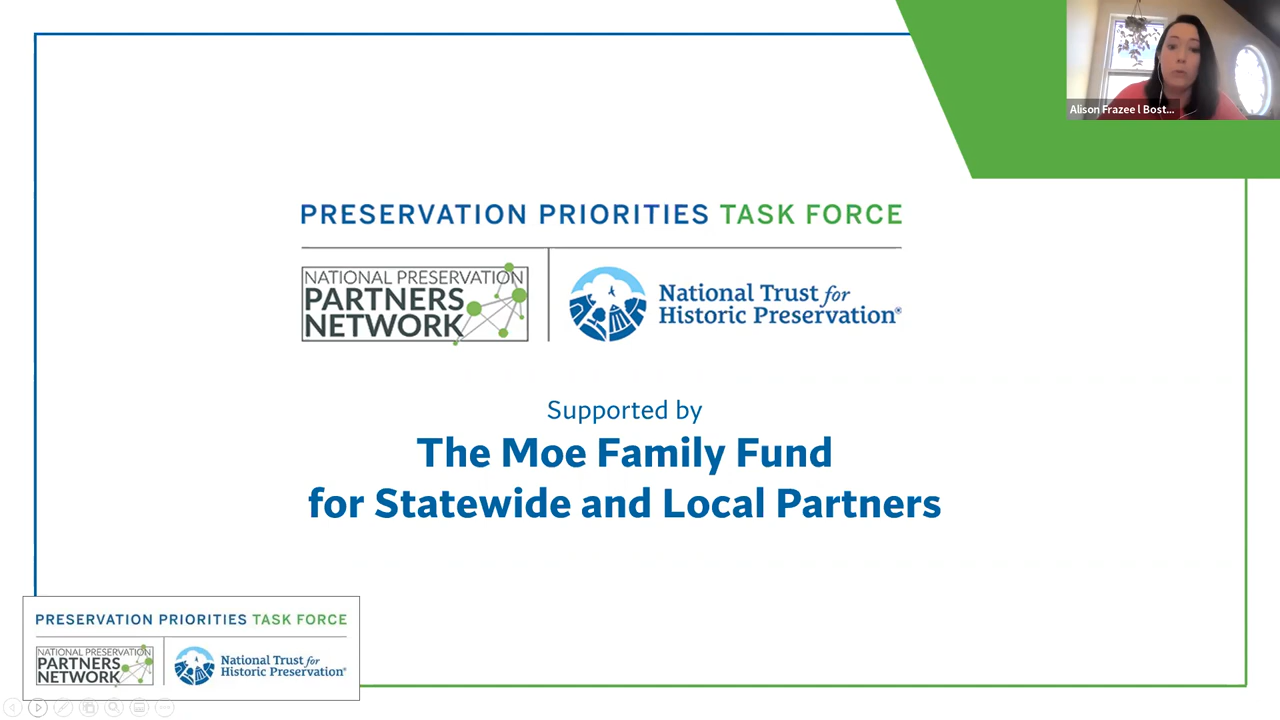 Alison Frazee l Bost...
PRESERVATION PRIORITIES TASK FORCE
NATIONAL PRESERVATION
PARTNERS
NETWORK
National Trust for
Historic Preservation®
Supported by
The Moe Family Fund
for Statewide and Local Partners
PRESERVATION PRIORITIES TASK FORCE
NATIONAL PRESERVATION
PARTNERS
NETWORK
National Trust for
Historic Preservation®